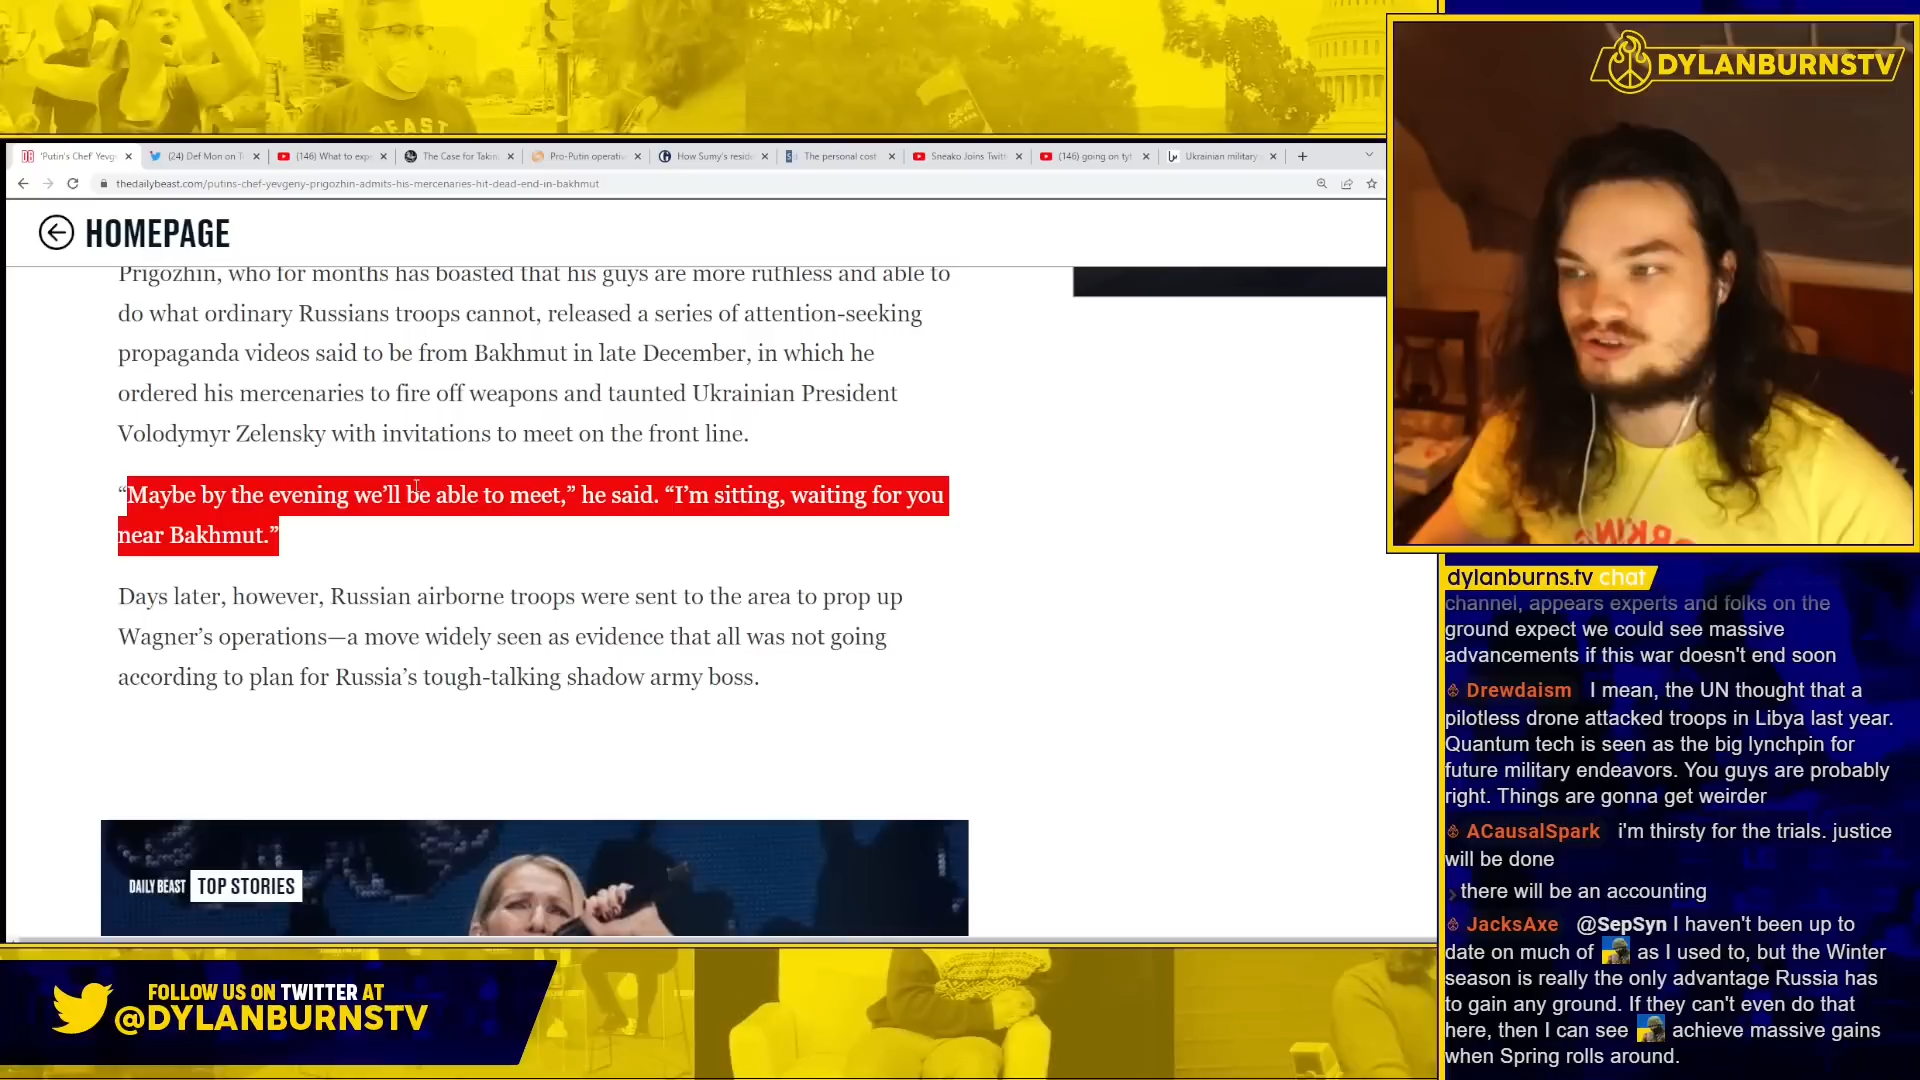 BEAST
DYLANBURNSTV
'Putin's Chef' Yevg
(24) Def Mon on T
(146) What to exp
The Case for Takin
Pro-Putin operati
How Sumy's resid
The personal cost
Sneako Joins Twitt
(146) going on tyt
Ukrainian military
thedailybeast.com/putins-chef-yevgeny-prigozhin-admits-his-mercenaries-hit-dead-end-in-bakhmut
HOMEPAGE
Prigozhin, who for months has boasted that his guys are more ruthless and able to
do what ordinary Russians troops cannot, released a series of attention-seeking
propaganda videos said to be from Bakhmut in late December, in which he
ordered his mercenaries to fire off weapons and taunted Ukrainian President
Volodymyr Zelensky with invitations to meet on the front line.
“Maybe by the evening we’ll be able to meet,” he said. “I’m sitting, waiting for you
near Bakhmut.”
Days later, however, Russian airborne troops were sent to the area to prop up
Wagner’s operations—a move widely seen as evidence that all was not going
according to plan for Russia’s tough-talking shadow army boss.
DAILY BEAST TOP STORIES
FOLLOW US ON TWITTER AT
@DYLANBURNSTV
dylanburns.tv chat
channel, appears experts and folks on the
ground expect we could see massive
advancements if this war doesn't end soon
Drewdaism I mean, the UN thought that a
pilotless drone attacked troops in Libya last year.
Quantum tech is seen as the big lynchpin for
future military endeavors. You guys are probably
right. Things are gonna get weirder
ACausalSpark i'm thirsty for the trials. justice
will be done
there will be an accounting
JacksAxe @SepSyn I haven't been up to
date on much of as I used to, but the Winter
season is really the only advantage Russia has
to gain any ground. If they can't even do that
here, then I can see achieve massive gains
when Spring rolls around.